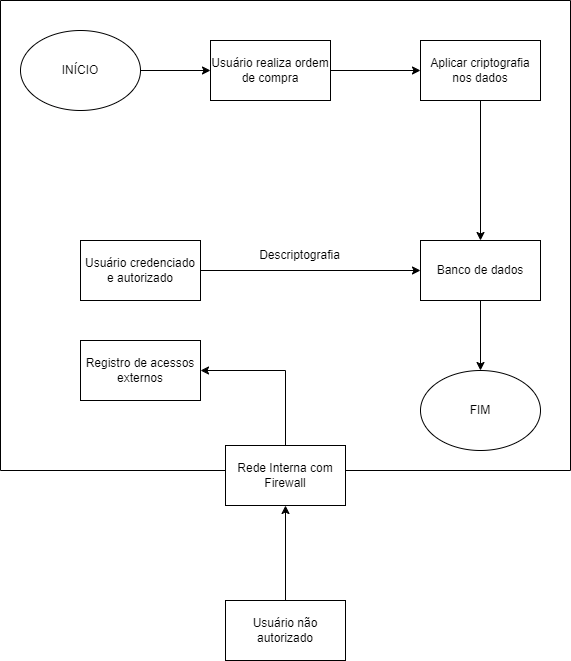 INÍCIO
Usuário realiza ordem
de compra
Aplicar criptografia
nos dados
Usuário credenciado
e autorizado
Descriptografia
Banco de dados
Registro de acessos
externos
FIM
Rede Interna com
Firewall
Usuário não
autorizado